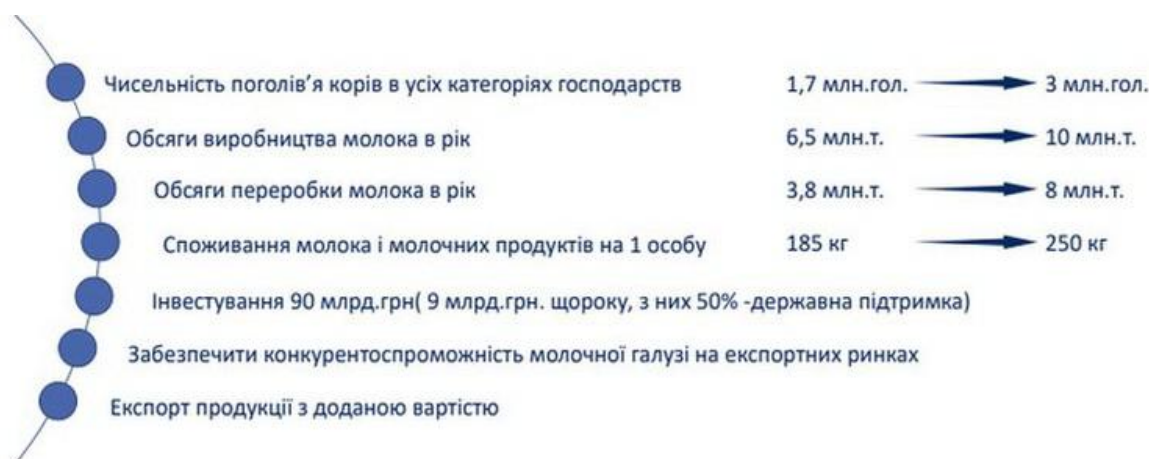 Чисельність поголів’я корів в усіх категоріях господарств 1,7 млн.гол. 3 млн.гол.
Обсяги виробництва молока в рік 6,5 млн.т. 10 млн.т.
Обсяги переробки молока в рік 3,8 млн.т. 8 млн.т.
Споживання молока і молочних продуктів на 1 особу 185 кг 250 кг
Інвестування 90 млрд.грн( 9 млрд.грн. щороку, з них 50% -державна підтримка)
Забезпечити конкурентоспроможність молочної галузі на експортних ринках
Експорт продукції з доданою вартістю